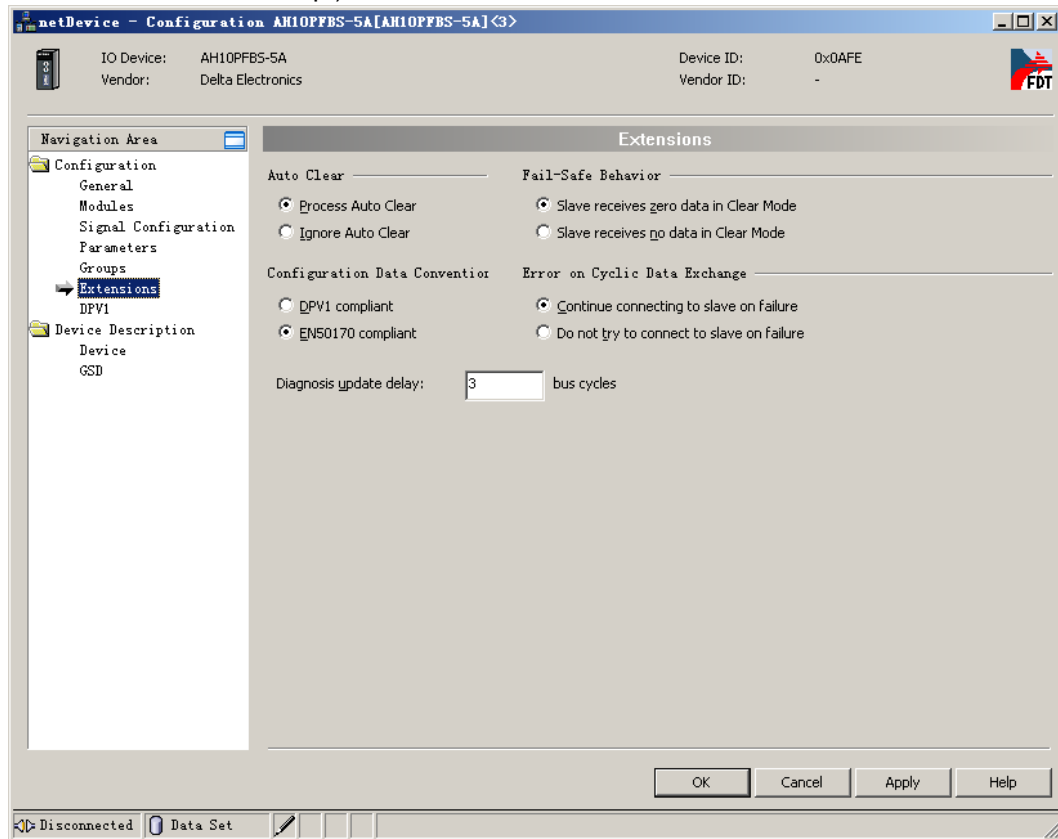 netDevice - Configuration AH10PFBS-5A[AH10PFBS-5A]<3>
IO Device: AH10PFBS-5A Device ID: 0x0AFE
Vendor: Delta Electronics Vendor ID: -
FDT
Navigation Area
Extensions
Configuration
General
Modules
Signal Configuration
Parameters
Groups
Extensions
DPV1
Device Description
Device
GSD
Auto Clear
Process Auto Clear
Ignore Auto Clear
Fail-Safe Behavior
Slave receives zero data in Clear Mode
Slave receives no data in Clear Mode
Configuration Data Convention
DPV1 compliant
EN50170 compliant
Error on Cyclic Data Exchange
Continue connecting to slave on failure
Do not try to connect to slave on failure
Diagnosis update delay: 3 bus cycles
OK Cancel Apply Help
Disconnected Data Set